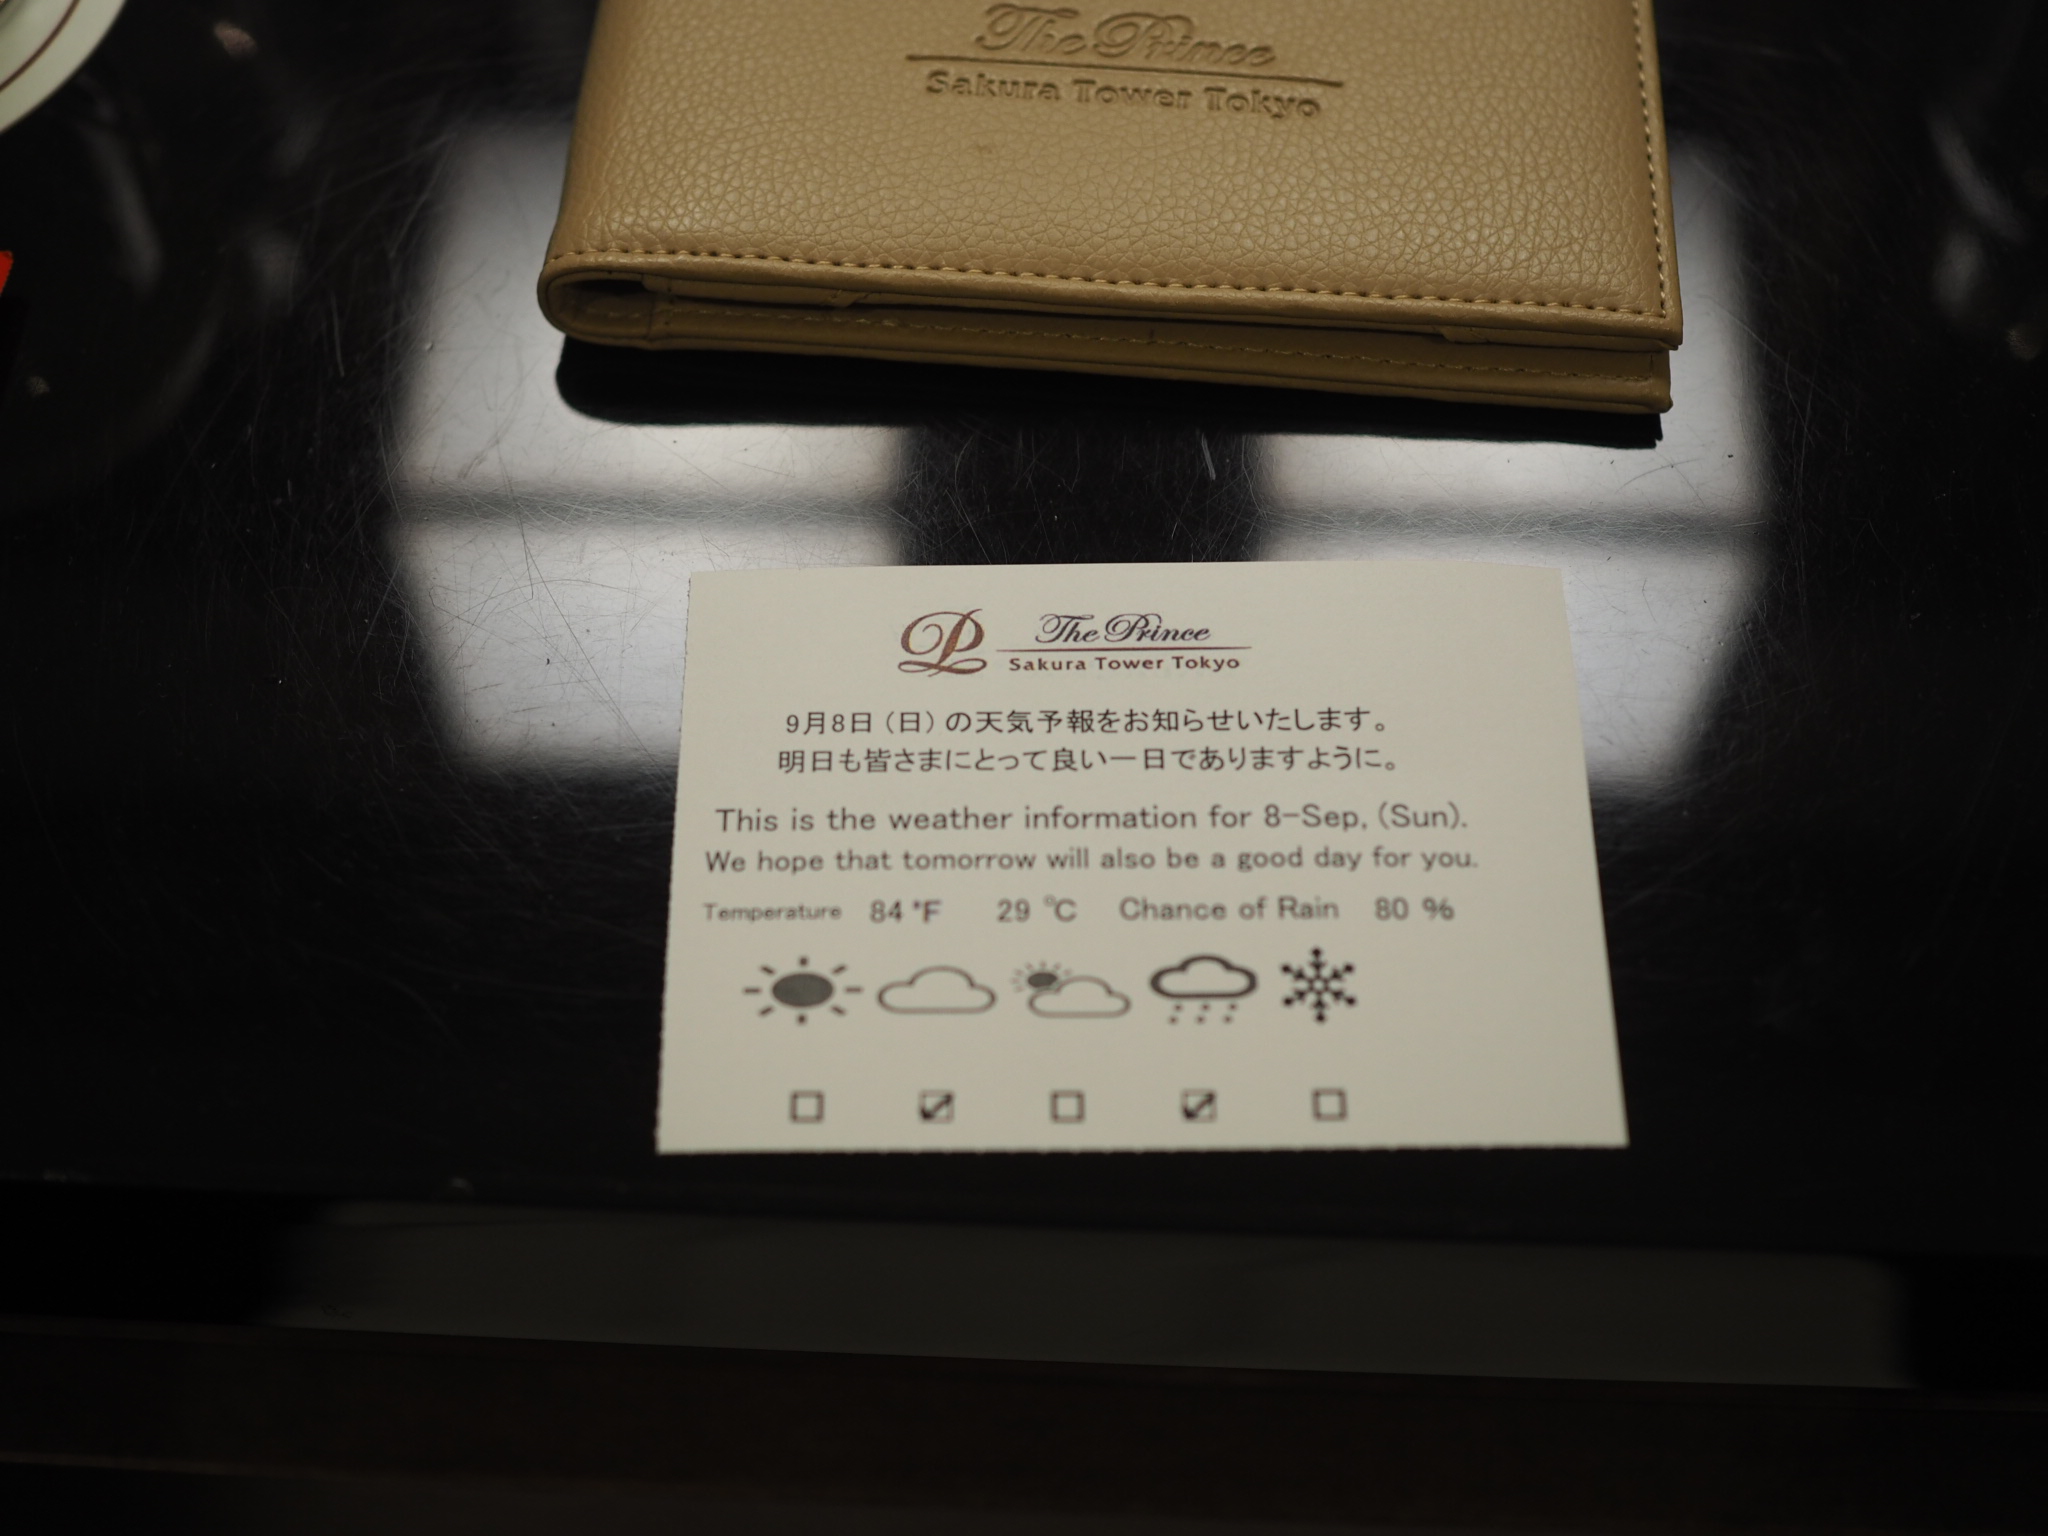 The Prince
Sakura Tower Tokyo
The Prince
Sakura Tower Tokyo
9月8日（日）の天気予報をお知らせいたします。
明日も皆さまにとって良い一日でありますように。
This is the weather information for 8-Sep, (Sun).
We hope that tomorrow will also be a good day for you.
Temperature 84 °F 29 ℃ Chance of Rain 80 %